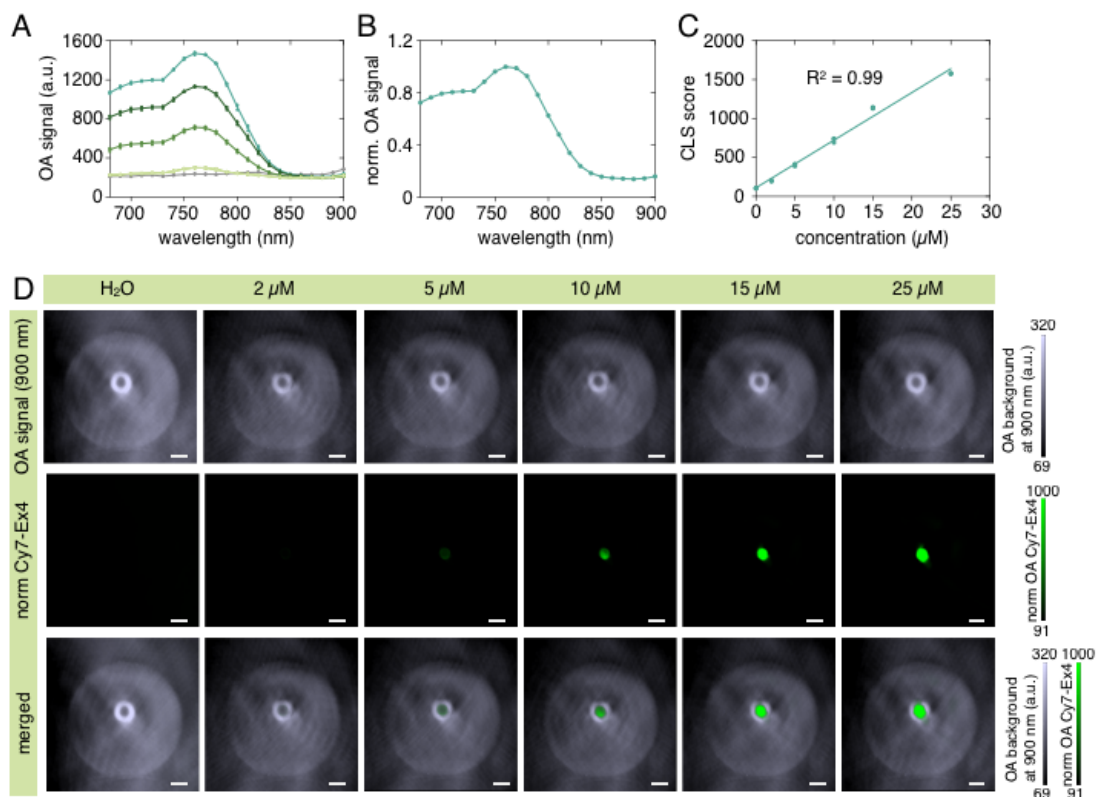 A
OA signal (a.u.)
1600
1200
800
400
0
700 750 800 850 900
wavelength (nm)
B
norm. OA signal
1.2
0.8
0.4
0
700 750 800 850 900
wavelength (nm)
C
CLS score
2000
1500
1000
500
0
R² = 0.99
0 5 10 15 20 25 30
concentration (µM)
D
H₂O 2 µM 5 µM 10 µM 15 µM 25 µM
OA signal (900 nm)
OA background
at 900 nm (a.u.)
320
69
norm Cy7-Ex4
norm OA Cy7-Ex4
1000
91
merged
OA background
at 900 nm (a.u.)
320
69
norm OA Cy7-Ex4
1000
91